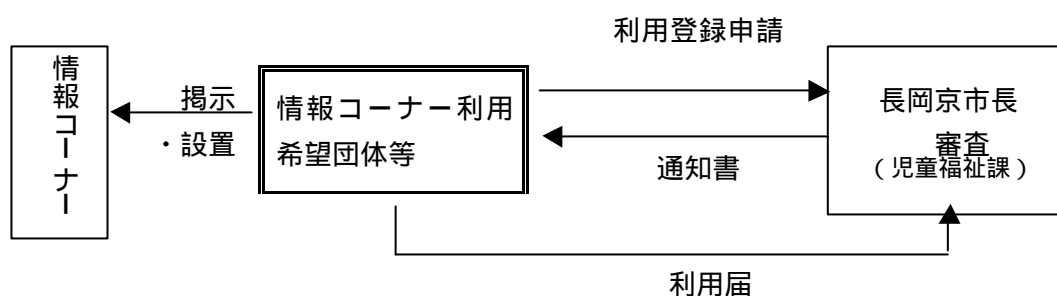 利用登録申請
情報コーナー
掲示
・設置
情報コーナー利用
希望団体等
長岡京市長
審査
(児童福祉課)
通知書
利用届